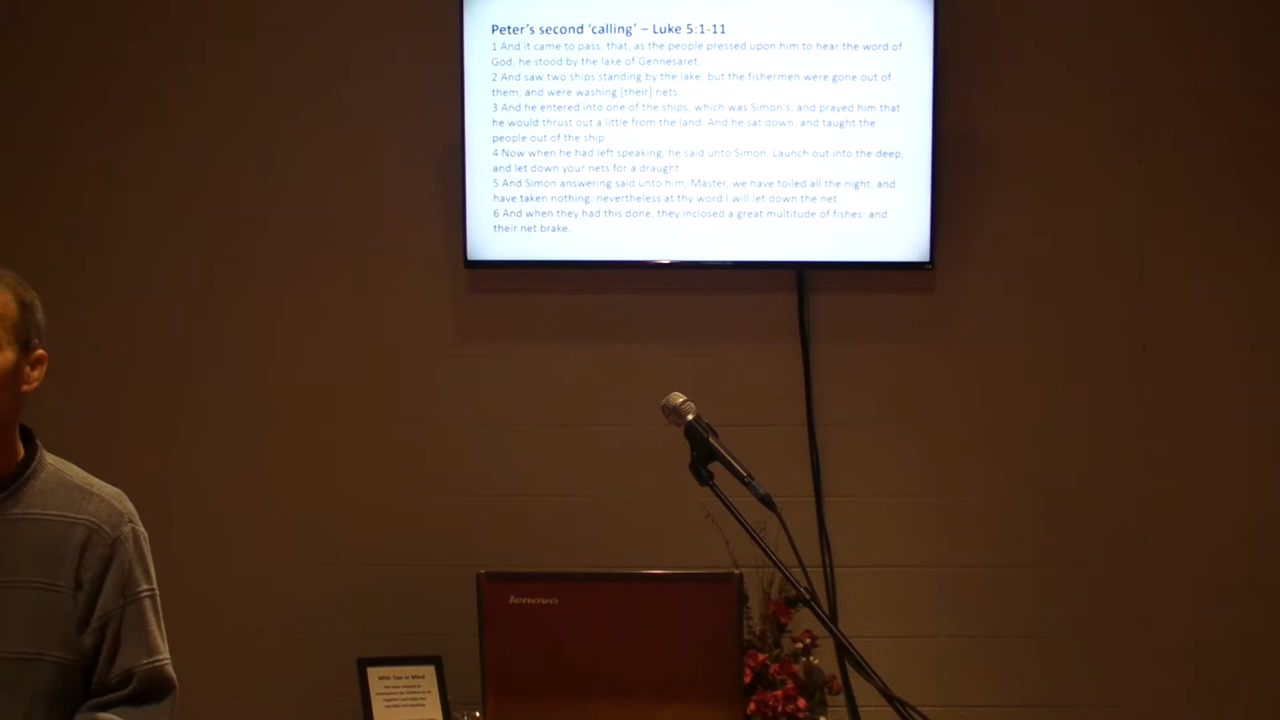 Peter's second 'calling' – Luke 5:1-11
1 And it came to pass, that, as the people pressed upon him to hear the word of
God, he stood by the lake of Gennesaret,
2 And saw two ships standing by the lake: but the fishermen were gone out of
them, and were washing [their] nets.
3 And he entered into one of the ships, which was Simon's, and prayed him that
he would thrust out a little from the land. And he sat down, and taught the
people out of the ship.
4 Now when he had left speaking, he said unto Simon, Launch out into the deep,
and let down your nets for a draught.
5 And Simon answering said unto him, Master, we have toiled all the night, and
have taken nothing: nevertheless at thy word I will let down the net.
6 And when they had this done, they inclosed a great multitude of fishes: and
their net brake.
lenovo
With You in Mind